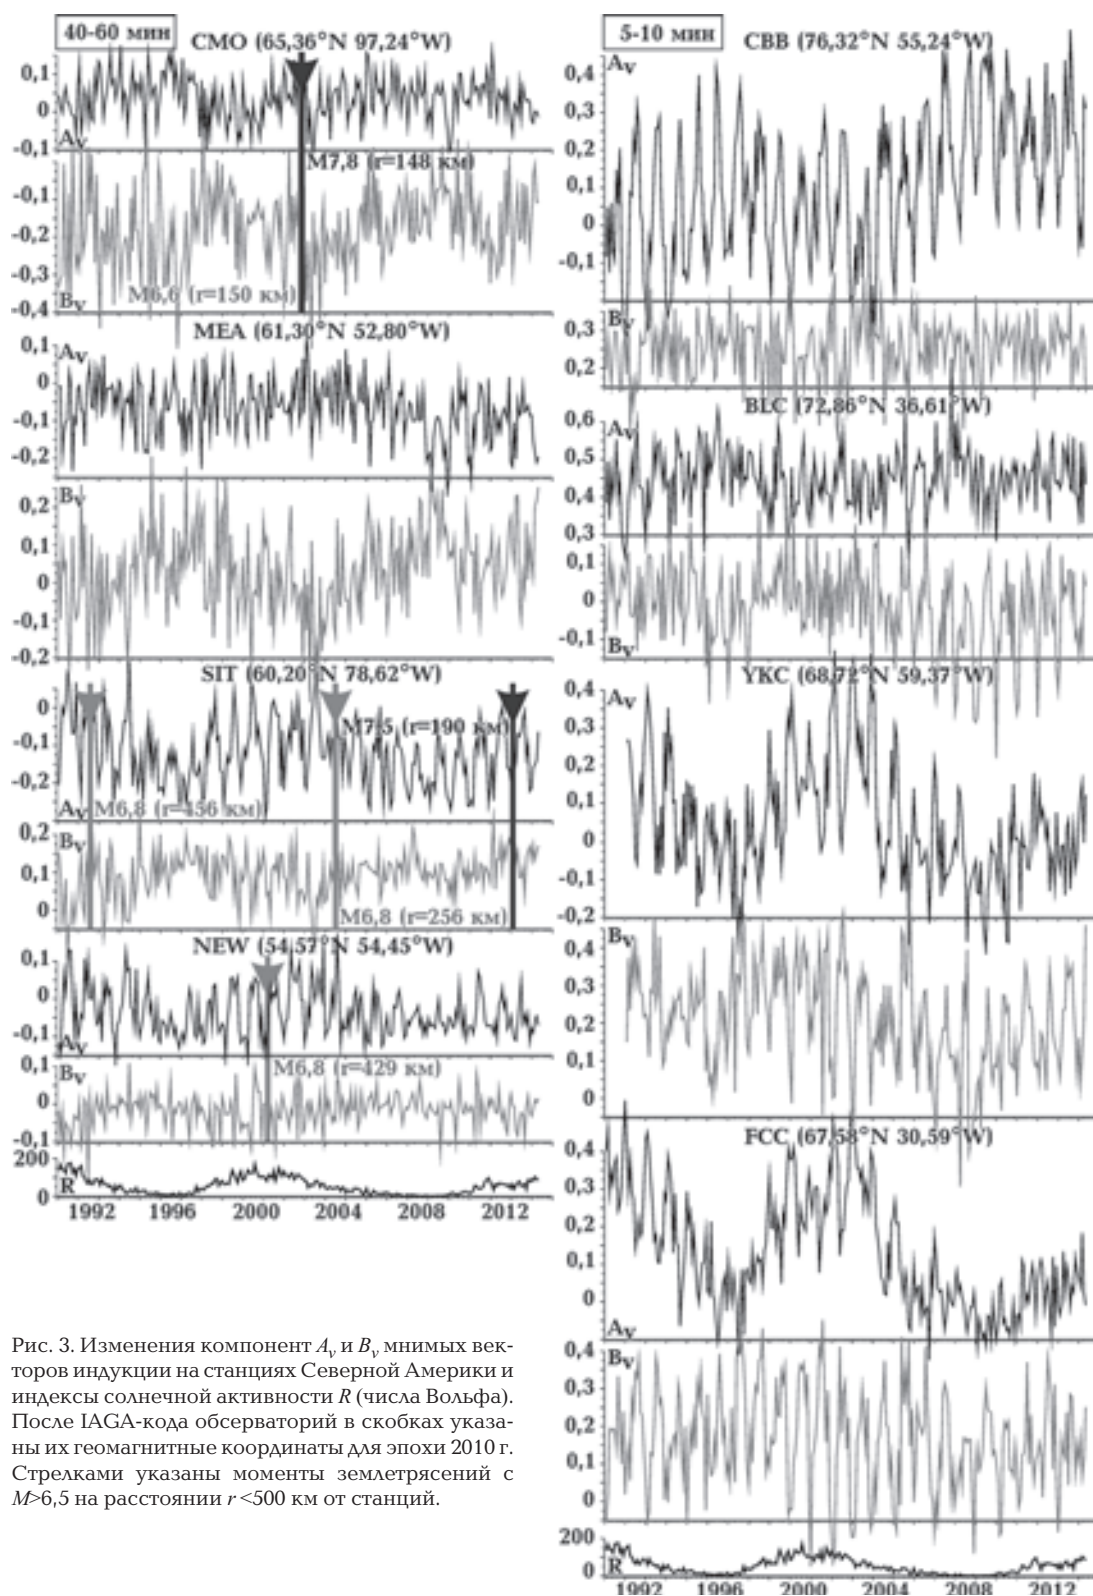 40-60 мин
CMO (65,36°N 97,24°W)
0,1
0
-0,1
Av
M7,8 (r=148 км)
-0,1
-0,2
-0,3
-0,4
Bv
M6,6 (r=150 км)
MEA (61,30°N 52,80°W)
0,1
0
-0,1
-0,2
Av
0,2
0,1
0
-0,1
-0,2
Bv
SIT (60,20°N 78,62°W)
0
-0,1
-0,2
Av
M7,5 (r=190 км)
M6,8 (r=456 км)
0,2
0,1
0
Bv
M6,8 (r=256 км)
NEW (54,57°N 54,45°W)
0,1
0
-0,1
Av
M6,8 (r=429 км)
0,1
0
-0,1
Bv
200
0
R
1992 1996 2000 2004 2008 2012
5-10 мин
CBB (76,32°N 55,24°W)
Av
0,4
0,3
0,2
0,1
0
-0,1
Bv
0,3
0,2
BLC (72,86°N 36,61°W)
0,6
0,5
0,4
0,3
Av
0,1
0
-0,1
Bv
YKC (68,72°N 59,37°W)
0,4
0,3
0,2
0,1
0
-0,1
-0,2
Av
Bv
0,4
0,3
0,2
0,1
0
FCC (67,58°N 30,59°W)
0,4
0,3
0,2
0,1
0
Av
Bv
0,4
0,3
0,2
0,1
0
200
0
R
1992 1996 2000 2004 2008 2012
Рис. 3. Изменения компонент Av и Bv мнимых век-
торов индукции на станциях Северной Америки и
индексы солнечной активности R (числа Вольфа).
После IAGA-кода обсерваторий в скобках указа-
ны их геомагнитные координаты для эпохи 2010 г.
Стрелками указаны моменты землетрясений с
M>6,5 на расстоянии r <500 км от станций.